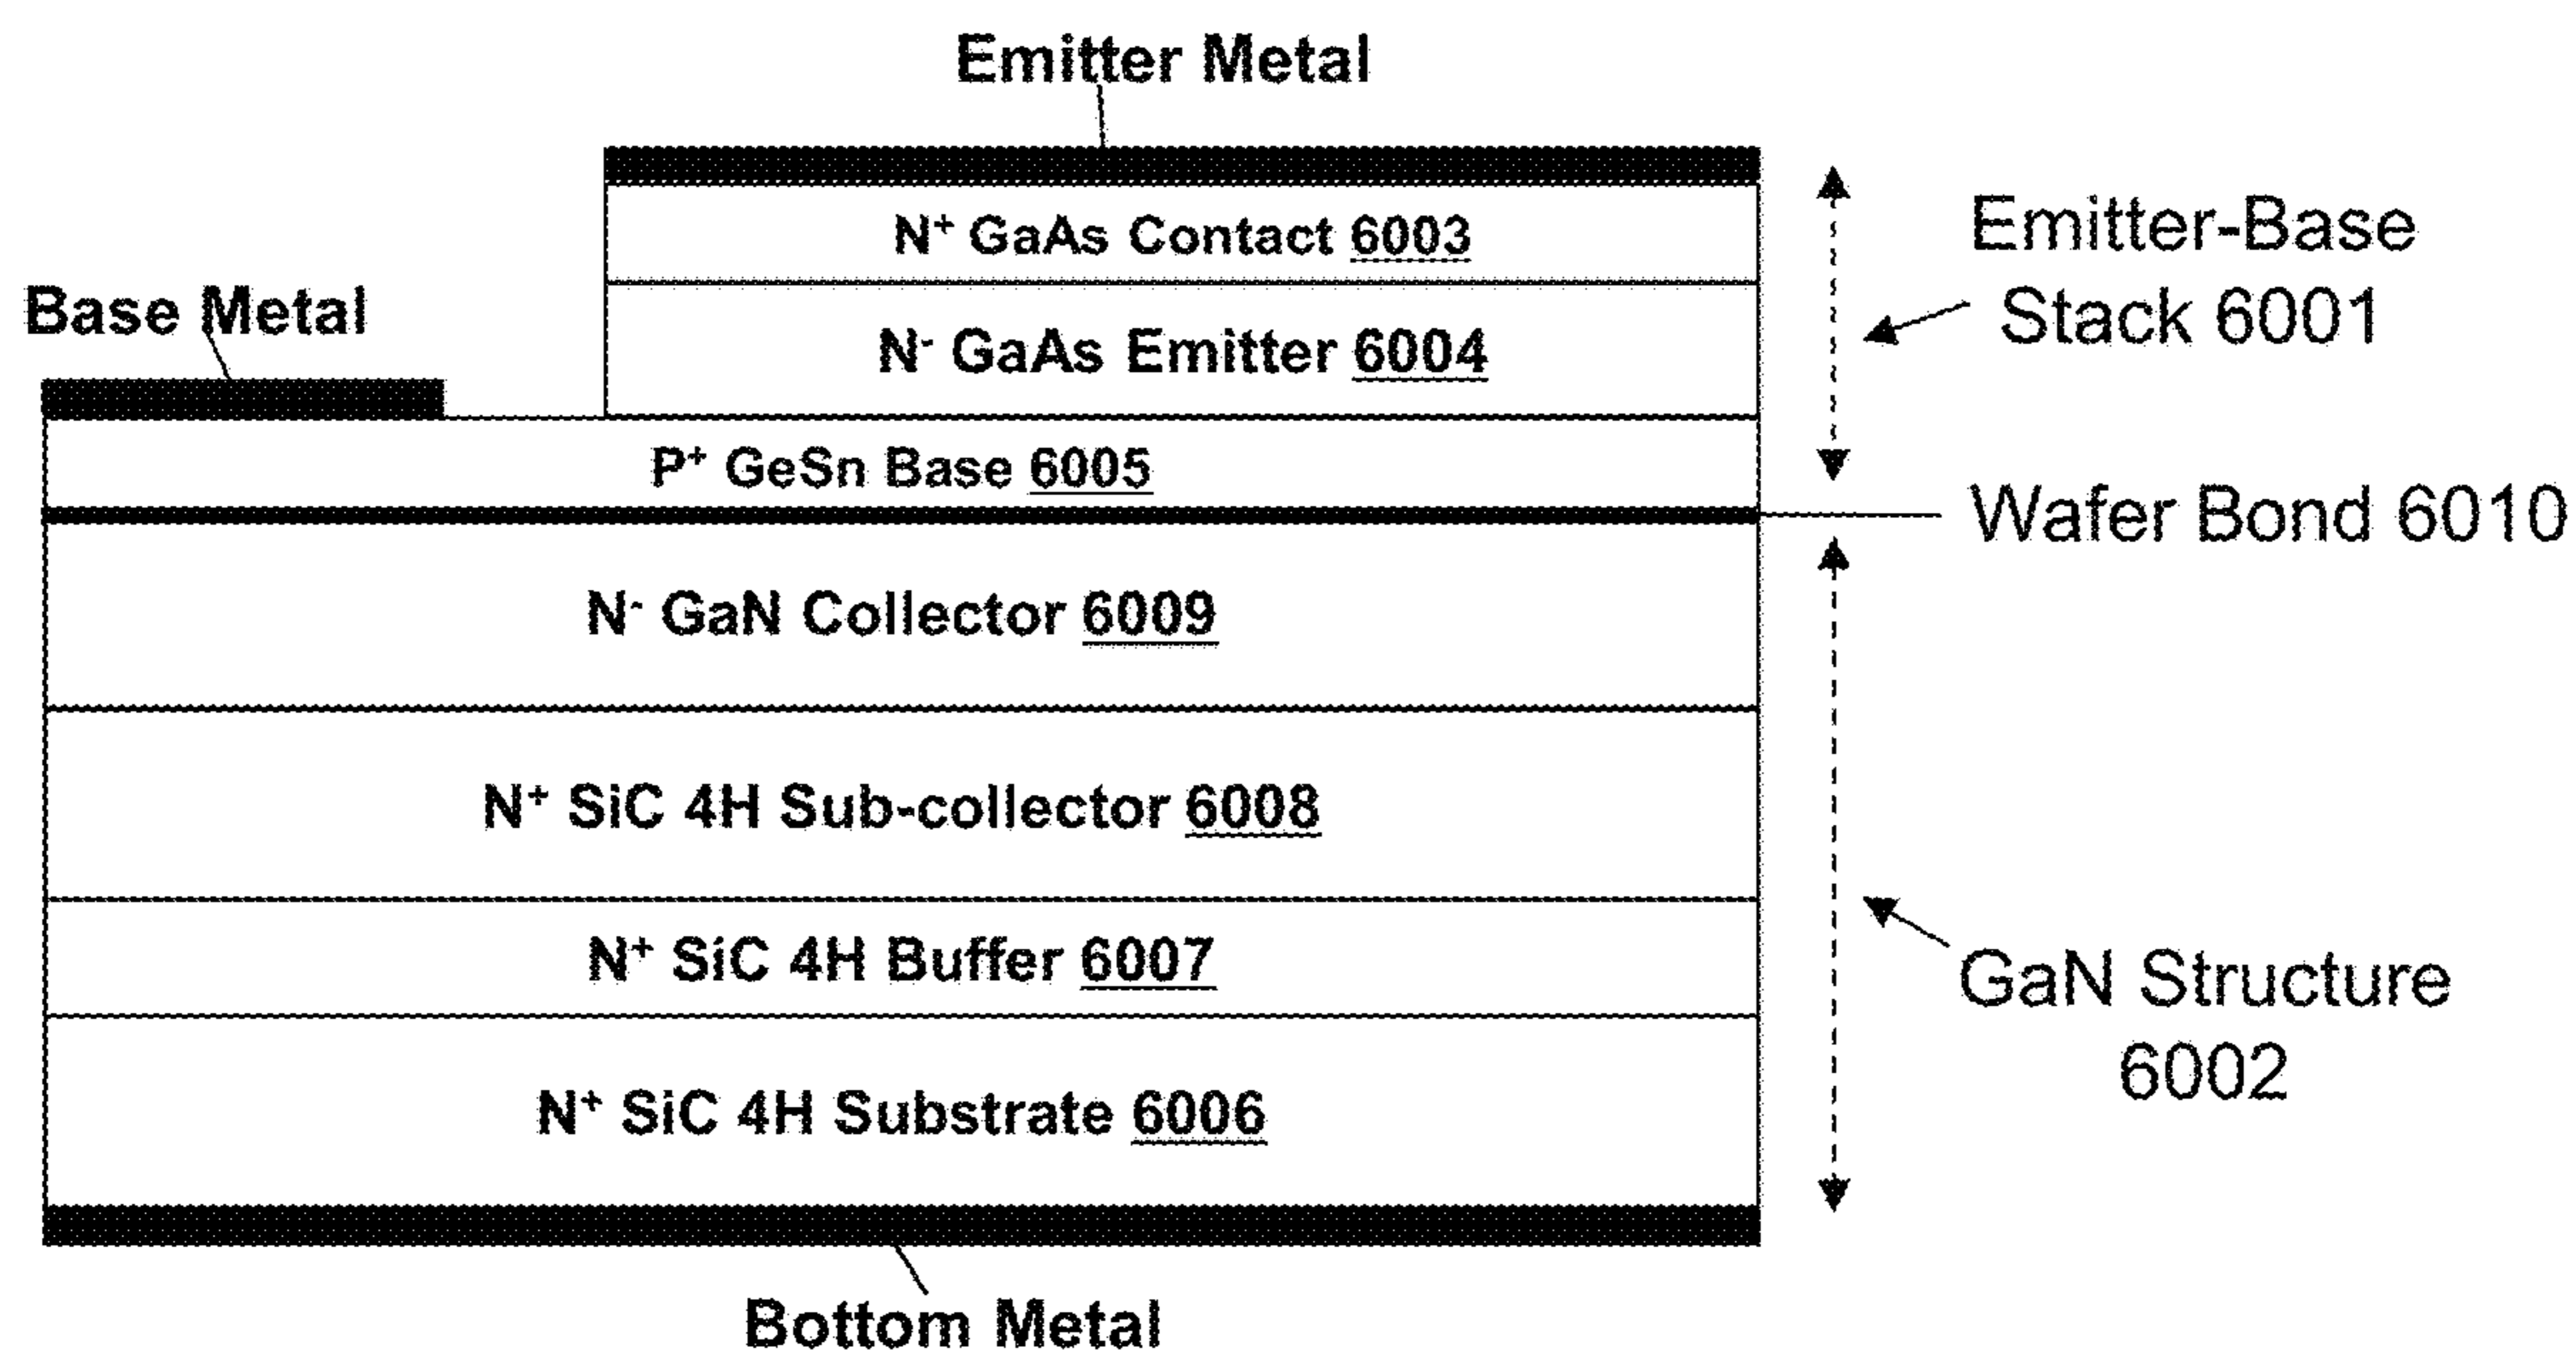 Emitter Metal
N⁺ GaAs Contact 6003
Emitter-Base
Stack 6001
Base Metal
N⁻ GaAs Emitter 6004
P⁺ GeSn Base 6005
Wafer Bond 6010
N⁻ GaN Collector 6009
N⁺ SiC 4H Sub-collector 6008
N⁺ SiC 4H Buffer 6007
GaN Structure
6002
N⁺ SiC 4H Substrate 6006
Bottom Metal